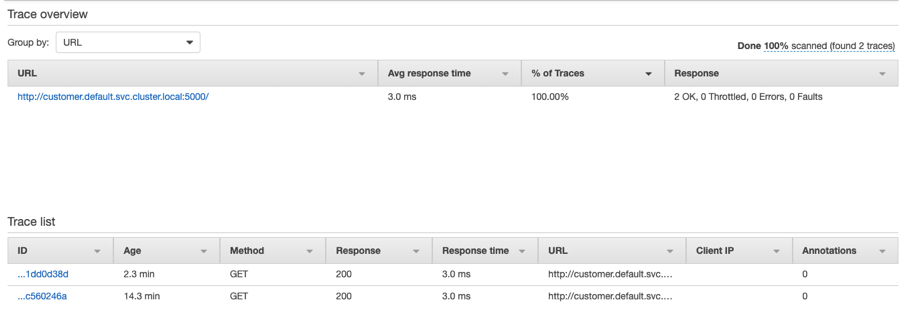 Trace overview
Group by: URL
Done 100% scanned (found 2 traces)
URL Avg response time % of Traces Response
http://customer.default.svc.cluster.local:5000/ 3.0 ms 100.00% 2 OK, 0 Throttled, 0 Errors, 0 Faults
Trace list
ID Age Method Response Response time URL Client IP Annotations
...1dd0d38d 2.3 min GET 200 3.0 ms http://customer.default.svc.... 0
...c560246a 14.3 min GET 200 3.0 ms http://customer.default.svc.... 0